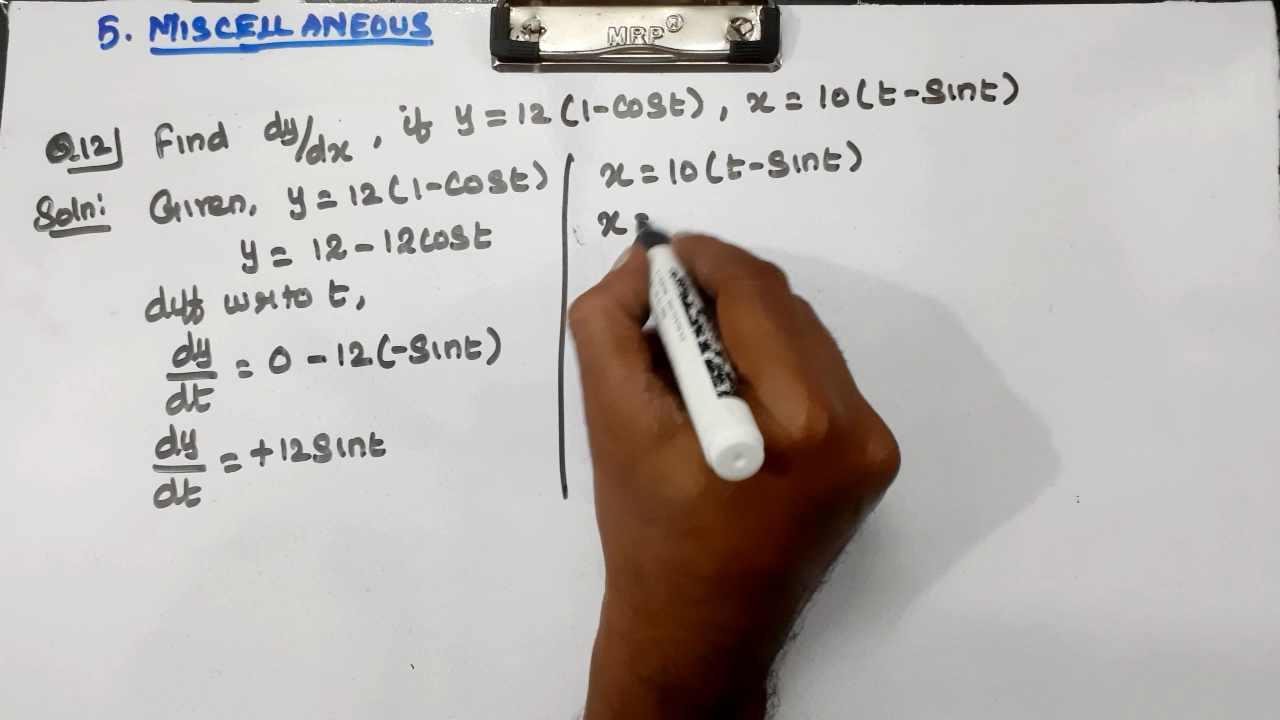 MRP®
5. MISCELLANEOUS
Q.12] Find dy/dx, if y = 12(1-cost), x = 10(t-sint)
Soln: Given, y = 12(1-cost)
y = 12 - 12cost
diff w.r.to t,
dy/dt = 0 - 12(-sint)
dy/dt = +12sint
x = 10(t-sint)
x =